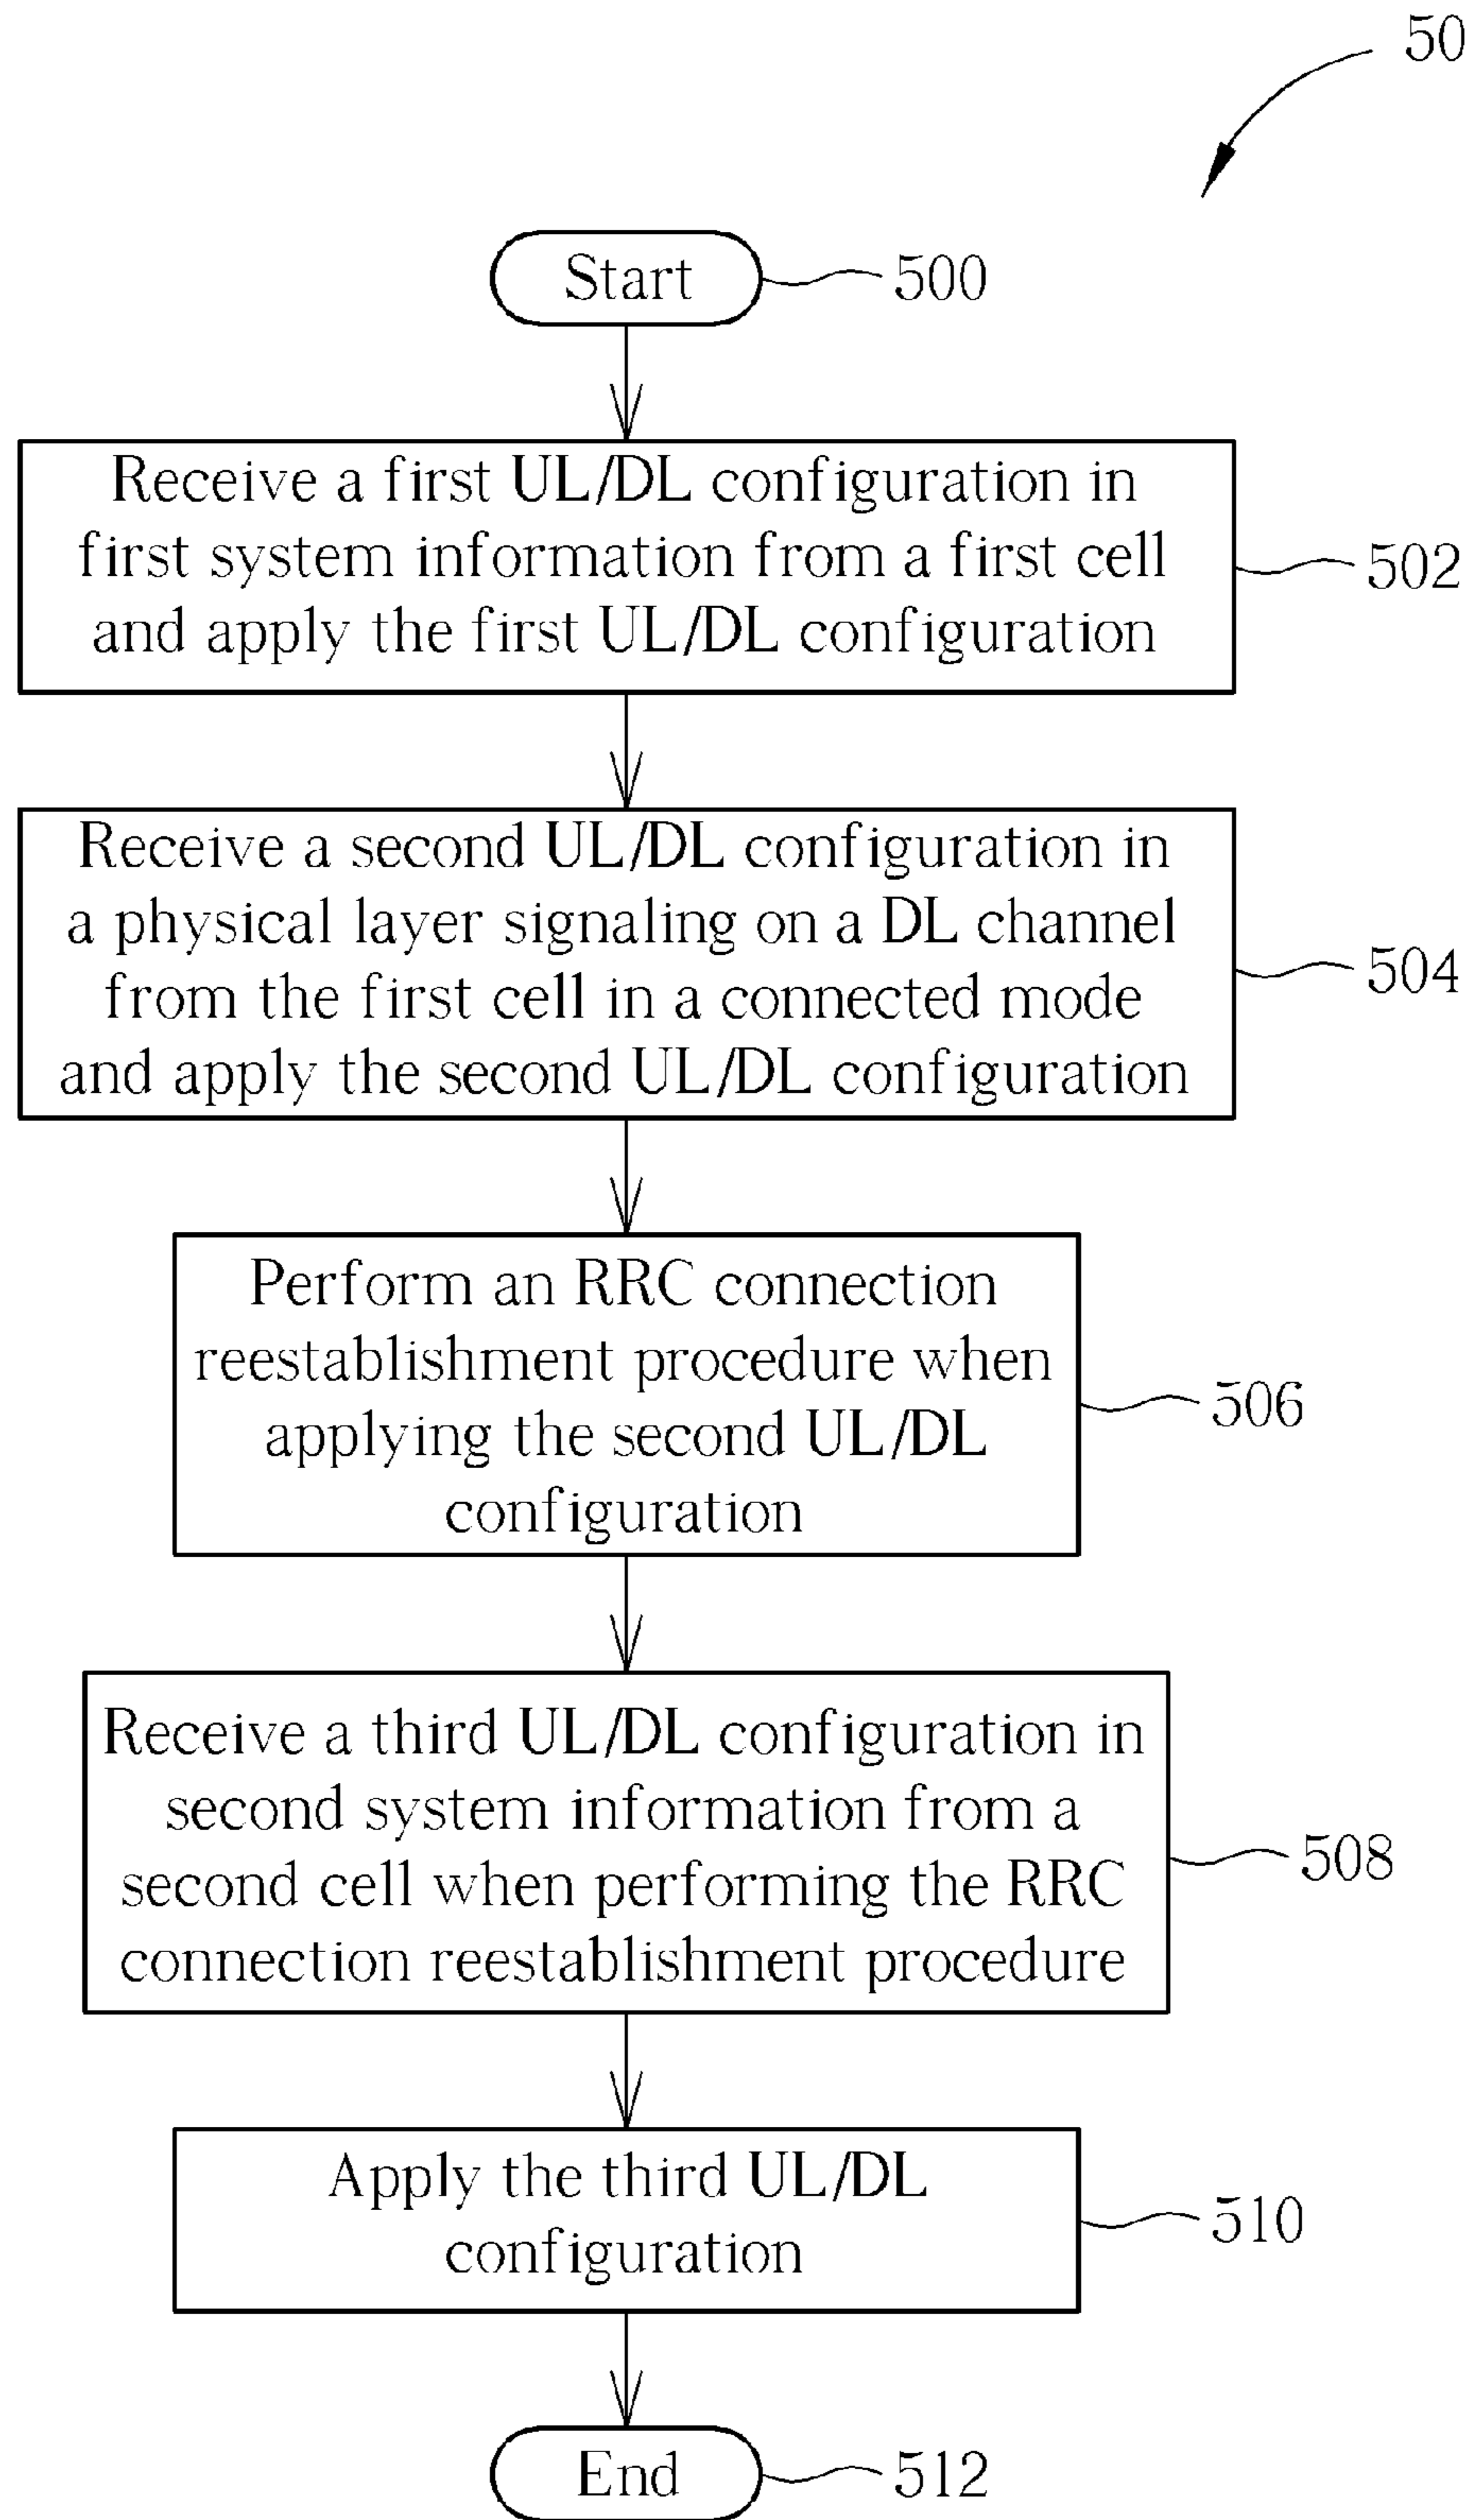 50
Start
500
Receive a first UL/DL configuration in
first system information from a first cell
and apply the first UL/DL configuration
502
Receive a second UL/DL configuration in
a physical layer signaling on a DL channel
from the first cell in a connected mode
and apply the second UL/DL configuration
504
Perform an RRC connection
reestablishment procedure when
applying the second UL/DL
configuration
506
Receive a third UL/DL configuration in
second system information from a
second cell when performing the RRC
connection reestablishment procedure
508
Apply the third UL/DL
configuration
510
End
512